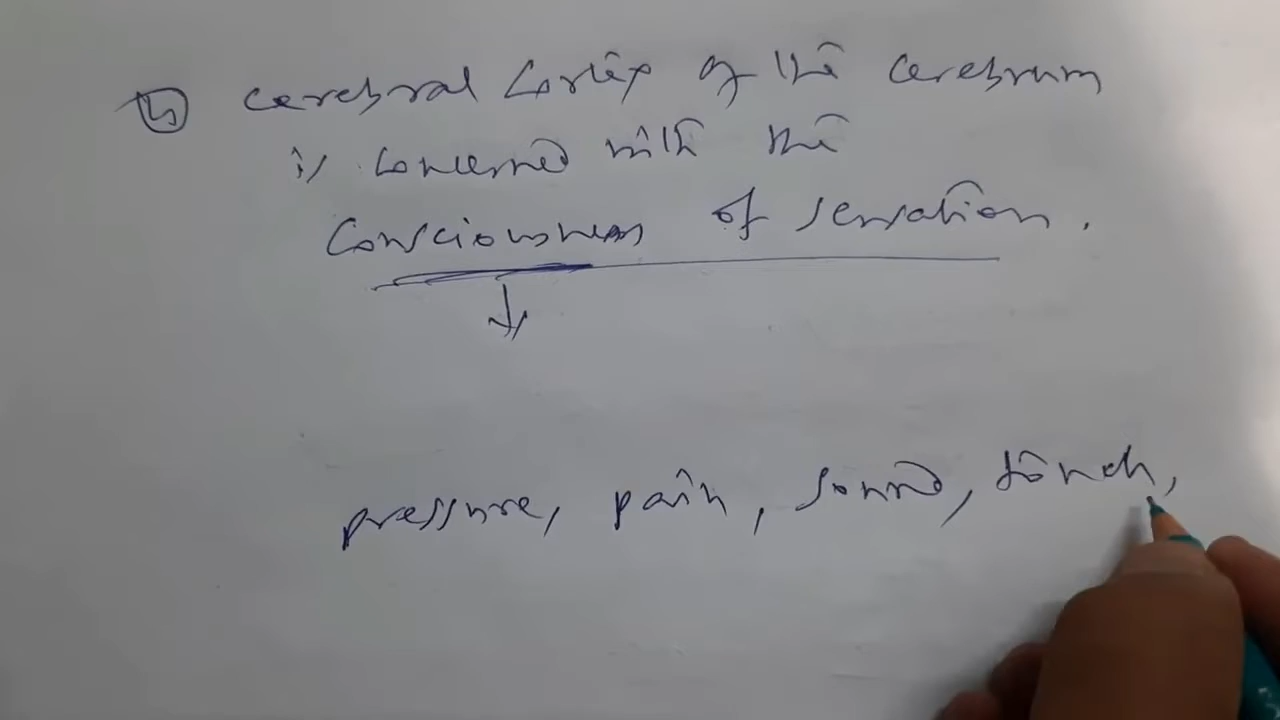 Cerebral Cortex of the cerebrum
is concerned with the
Consciousness of sensation.
pressure, pain, sound, touch,